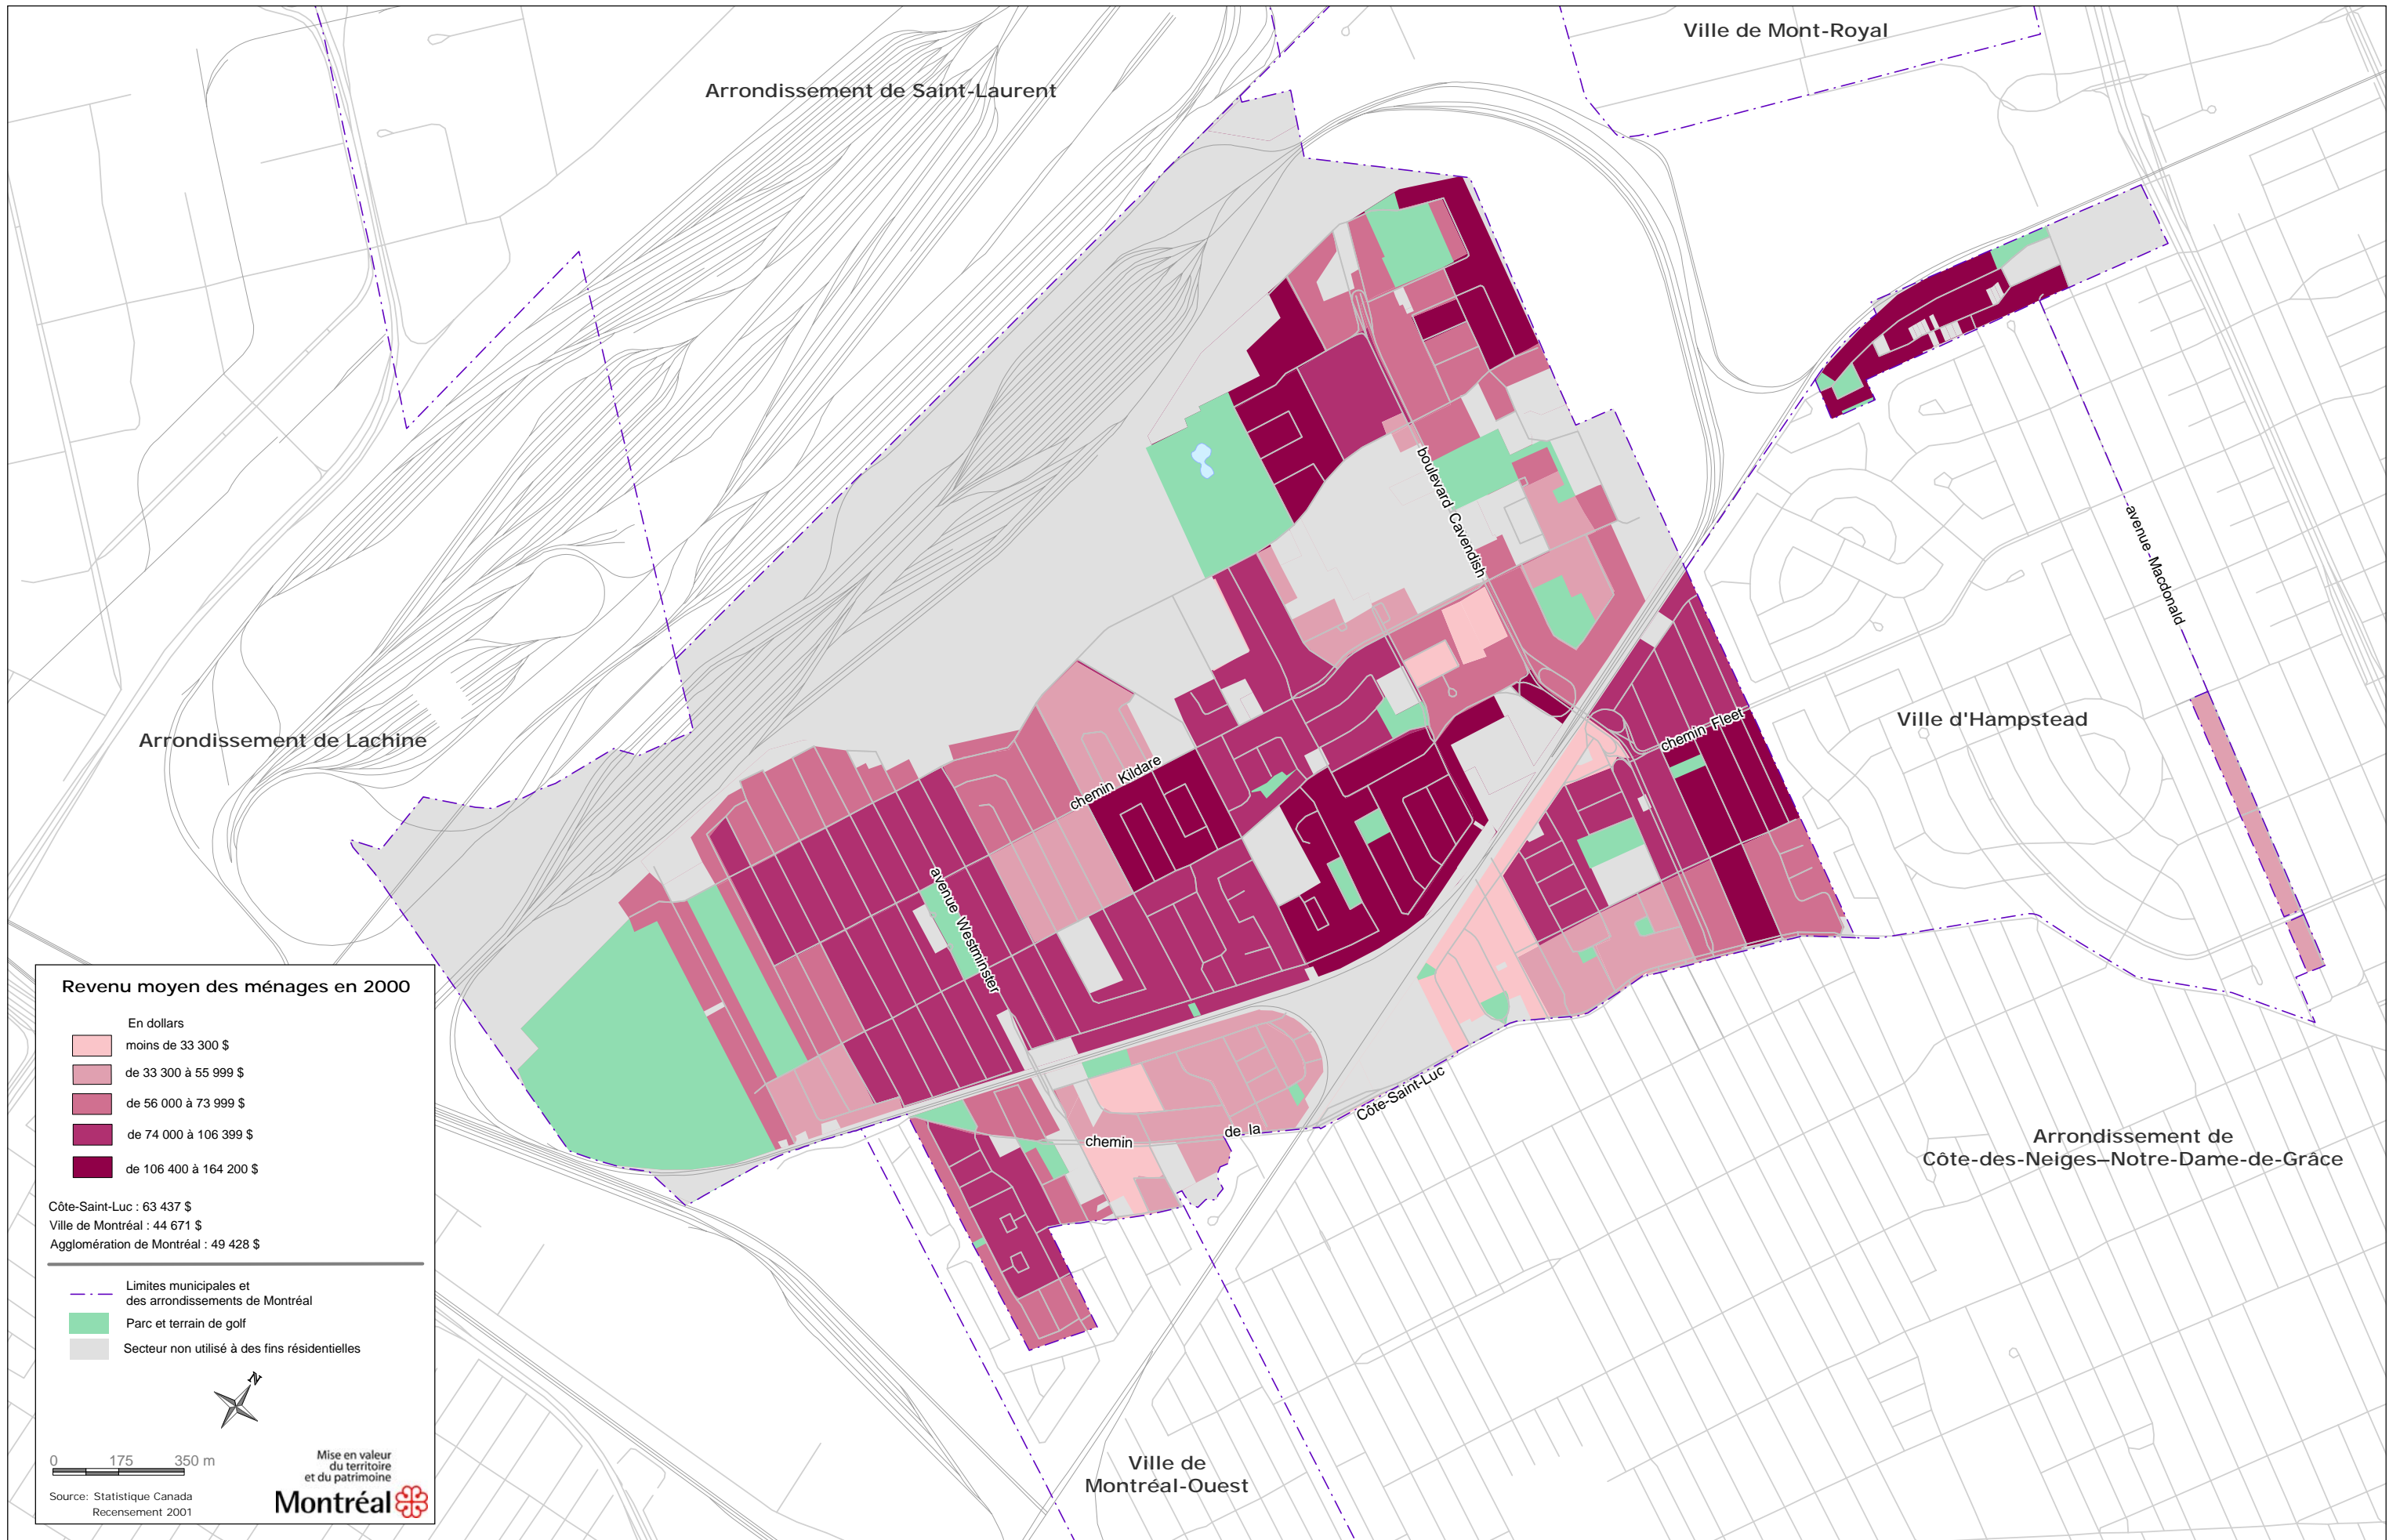 Ville de Mont-Royal
Arrondissement de Saint-Laurent
boulevard Cavendish
avenue Macdonald
Ville d'Hampstead
chemin Fleet
Arrondissement de Lachine
chemin Kildare
avenue Westminster
chemin de la Côte-Saint-Luc
Arrondissement de
Côte-des-Neiges–Notre-Dame-de-Grâce
Ville de
Montréal-Ouest
Revenu moyen des ménages en 2000
En dollars
moins de 33 300 $
de 33 300 à 55 999 $
de 56 000 à 73 999 $
de 74 000 à 106 399 $
de 106 400 à 164 200 $
Côte-Saint-Luc : 63 437 $
Ville de Montréal : 44 671 $
Agglomération de Montréal : 49 428 $
Limites municipales et
des arrondissements de Montréal
Parc et terrain de golf
Secteur non utilisé à des fins résidentielles
N
0 175 350 m
Source: Statistique Canada
Recensement 2001
Mise en valeur
du territoire
et du patrimoine
Montréal